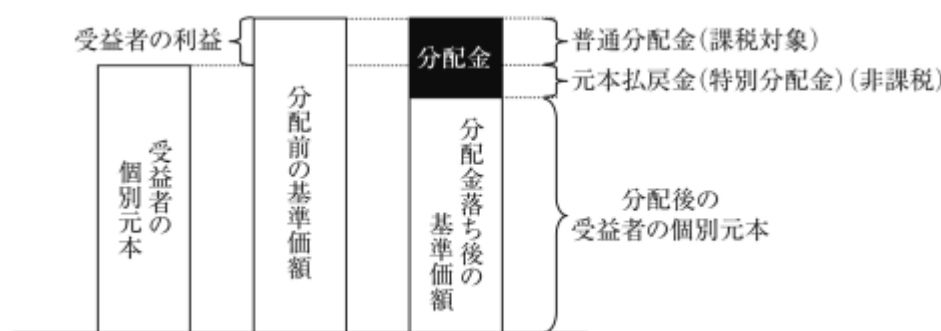 受益者の利益
受益者の
個別元本
分配前の基準価額
分配金
分配金落ち後の
基準価額
普通分配金(課税対象)
元本払戻金(特別分配金)(非課税)
分配後の
受益者の個別元本